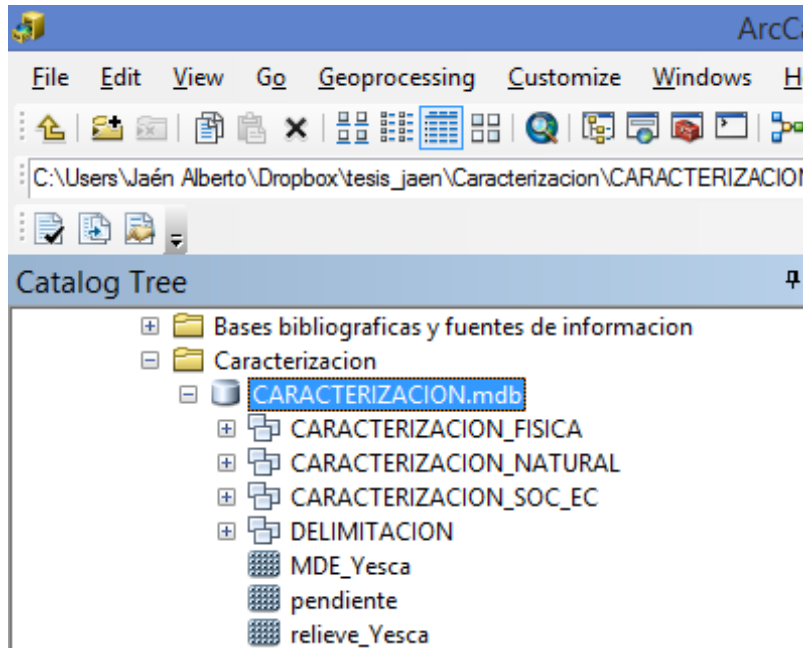 ArcCa
File Edit View Go Geoprocessing Customize Windows H
C:\Users\Jaén Alberto\Dropbox\tesis_jaen\Caracterizacion\CARACTERIZACION
Catalog Tree
Bases bibliograficas y fuentes de informacion
Caracterizacion
CARACTERIZACION.mdb
CARACTERIZACION_FISICA
CARACTERIZACION_NATURAL
CARACTERIZACION_SOC_EC
DELIMITACION
MDE_Yesca
pendiente
relieve_Yesca